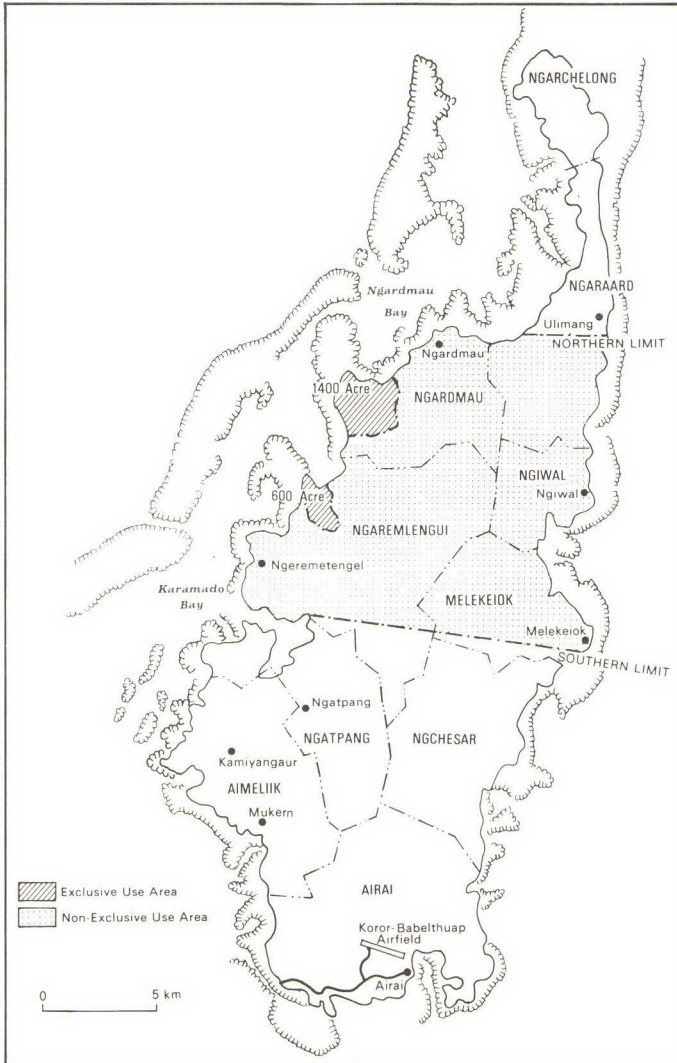 NGARCHELONG
Ngardmau
Bay
NGARAARD
Ulimang
NORTHERN LIMIT
Ngardmau
1400 Acre
NGARDMAU
NGIWAL
600 Acre
Ngiwal
NGAREMLENGUI
Ngeremetengel
Karamado
Bay
MELEKEIOK
Melekeiok
SOUTHERN LIMIT
Ngatpang
NGATPANG
NGCHESAR
Kamiyangaur
AIMELIIK
Mukern
Exclusive Use Area
Non-Exclusive Use Area
AIRAI
Koror-Babelthuap
Airfield
Airai
0 5 km